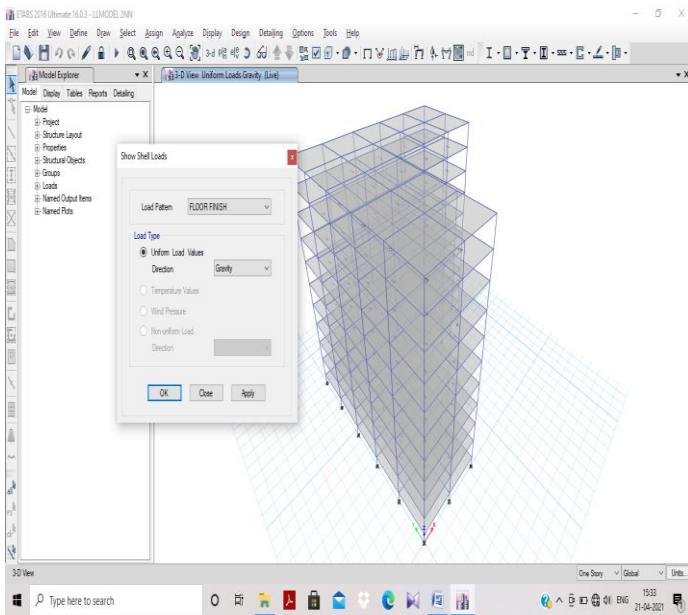 ETABS 2016 Ultimate 16.0.3 - LLMODEL 2NN
File Edit View Define Draw Select Assign Analyze Display Design Detailing Options Tools Help
3-d
Model Explorer
3-D View Uniform Loads Gravity (Live)
Model Display Tables Reports Detailing
Model
Project
Structure Layout
Properties
Structural Objects
Groups
Loads
Named Output Items
Named Plots
Show Shell Loads
Load Pattern FLOOR FINISH
Load Type
Uniform Load Values
Direction Gravity
Temperature Values
Wind Pressure
Non-uniform Load
Direction
OK Close Apply
3-D View One Story Global Units...
Type here to search
ENG
15:33
21-04-2021